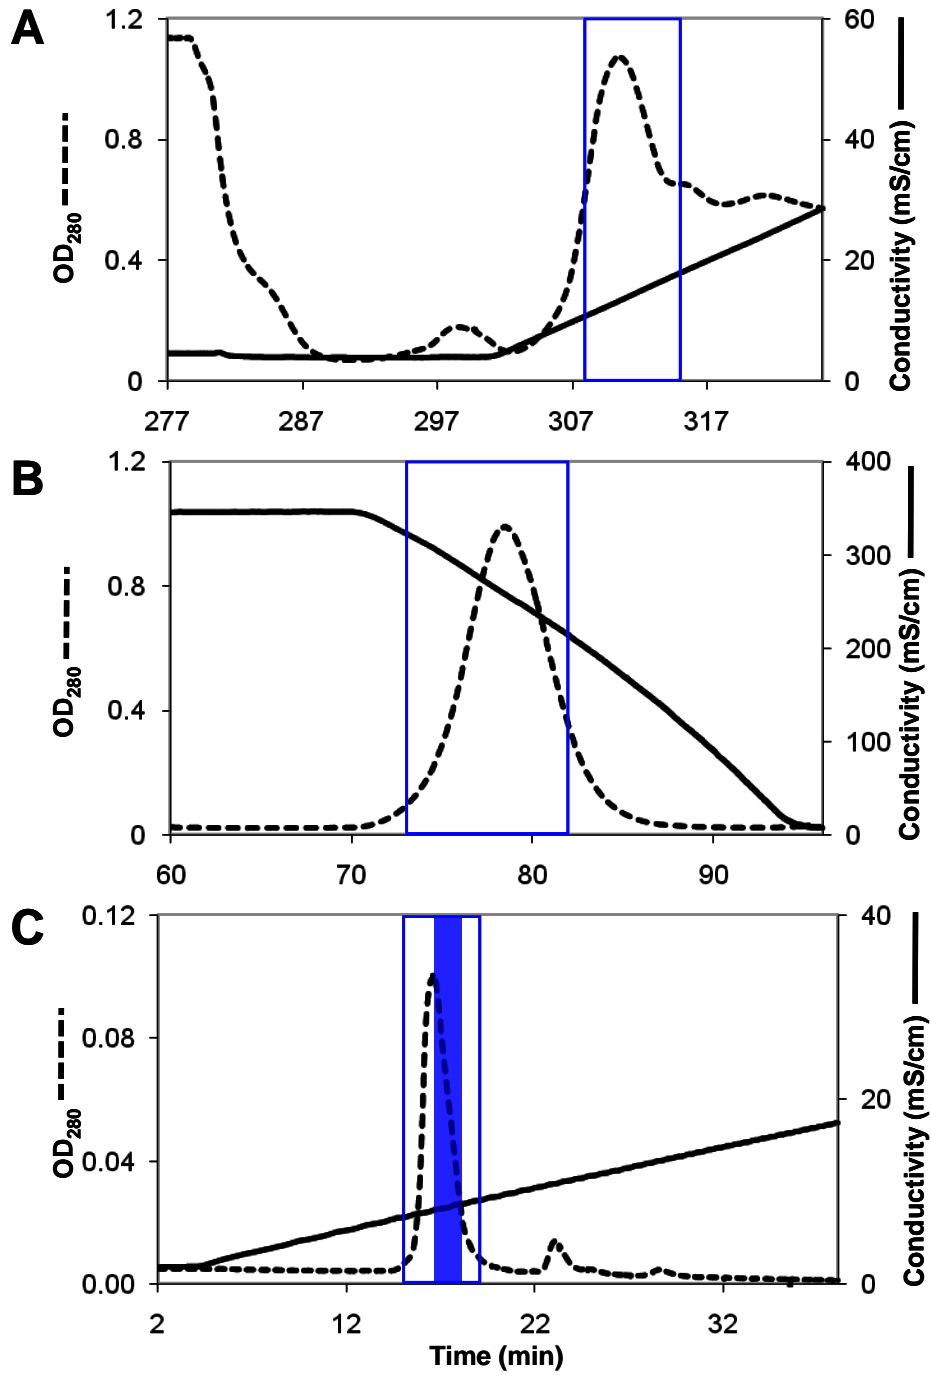 A
1.2
0.8
0.4
0
60
40
20
0
OD280
Conductivity (mS/cm)
277 287 297 307 317
B
1.2
0.8
0.4
0
400
300
200
100
0
OD280
Conductivity (mS/cm)
60 70 80 90
C
0.12
0.08
0.04
0.00
40
20
0
OD280
Conductivity (mS/cm)
2 12 22 32
Time (min)